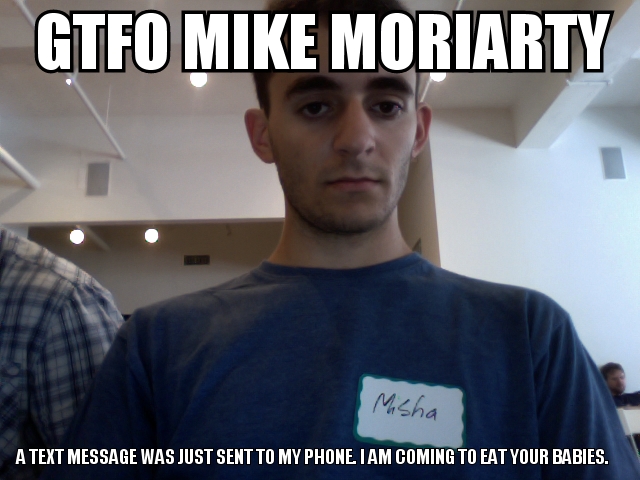 GTFO MIKE MORIARTY
Misha
A TEXT MESSAGE WAS JUST SENT TO MY PHONE. I AM COMING TO EAT YOUR BABIES.